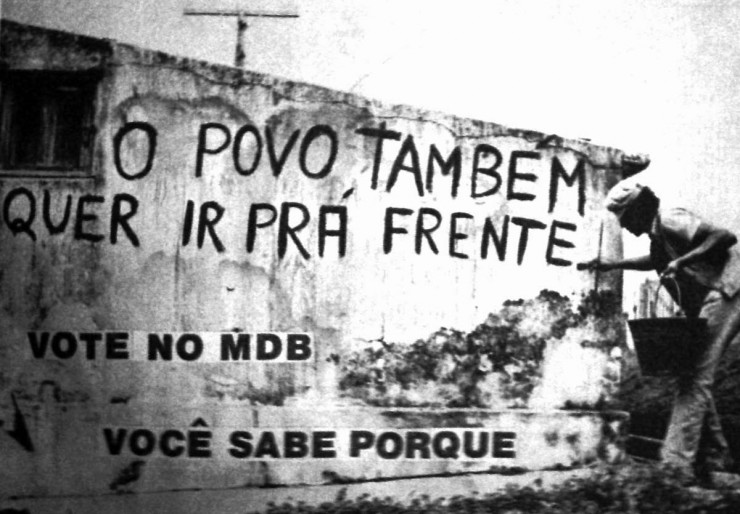 O POVO TAMBEM
QUER IR PRÁ FRENTE
VOTE NO MDB
VOCÊ SABE PORQUE